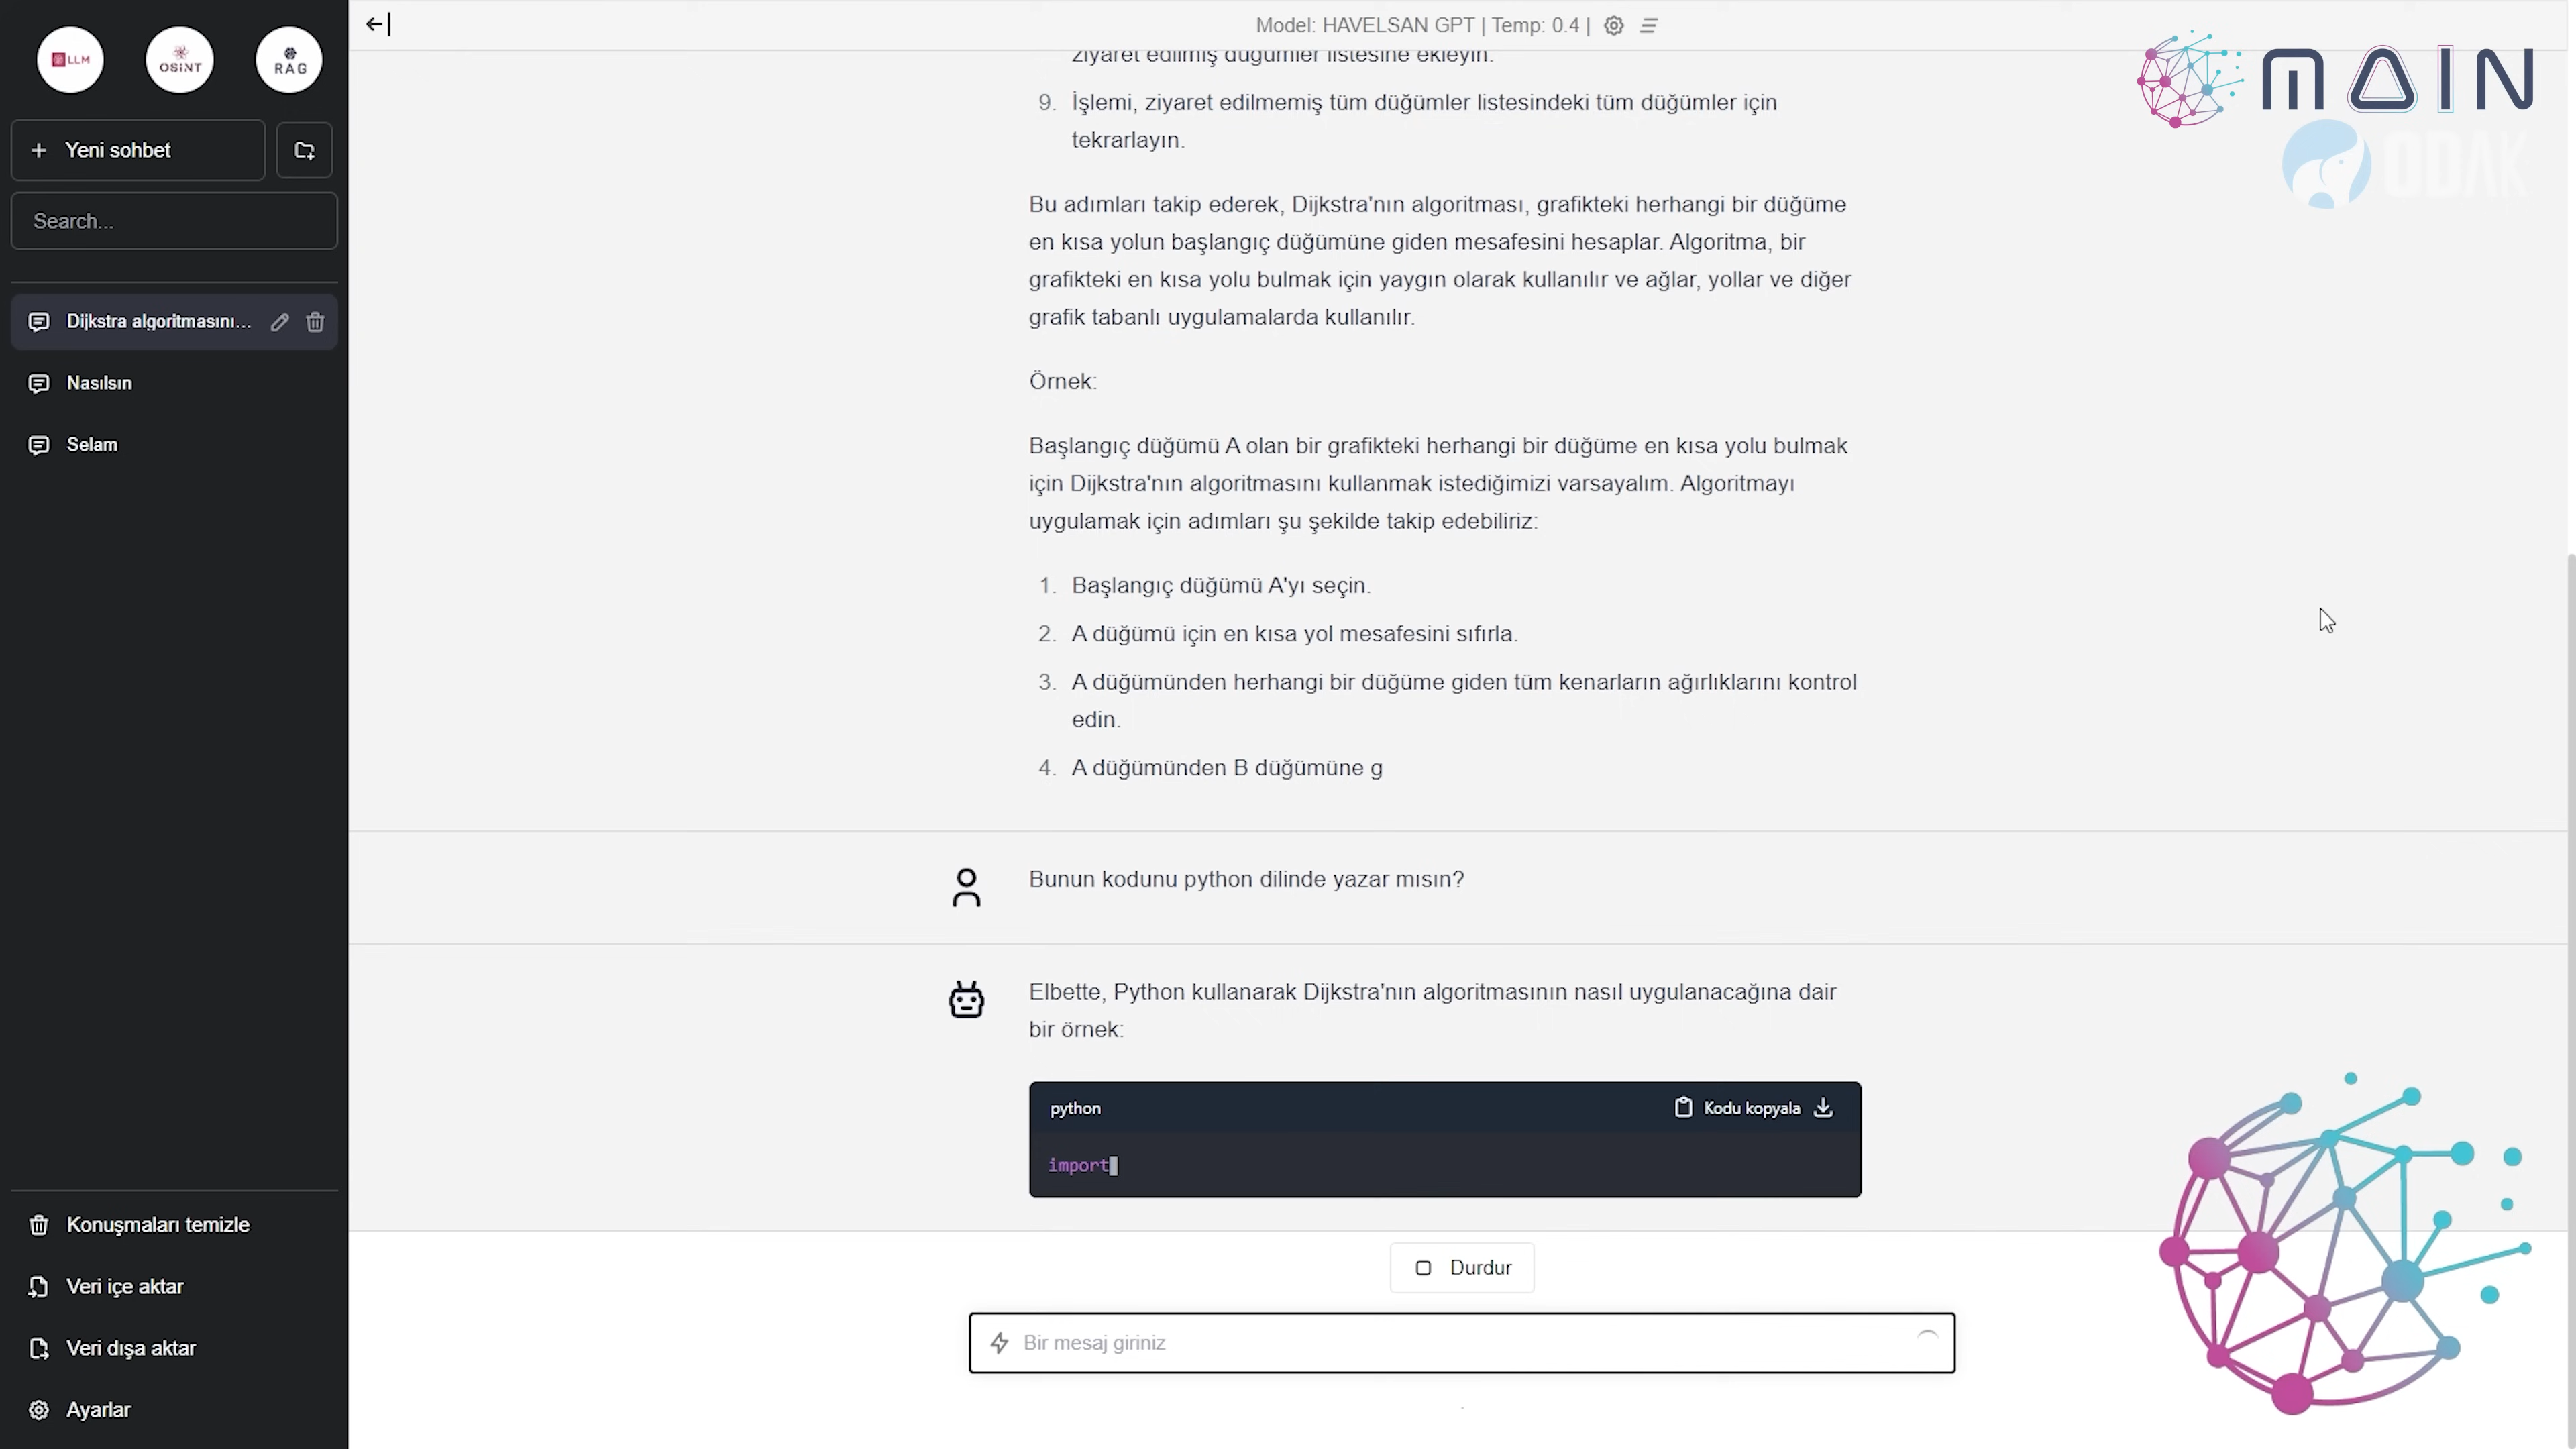 LLM
OSINT
RAG
Yeni sohbet
Search...
Dijkstra algoritmasını...
Nasılsın
Selam
Konuşmaları temizle
Veri içe aktar
Veri dışa aktar
Ayarlar
Model: HAVELSAN GPT | Temp: 0.4 |
MAIN
ODAK
ziyaret edilmiş düğümler listesine ekleyin.
9. İşlemi, ziyaret edilmemiş tüm düğümler listesindeki tüm düğümler için
tekrarlayın.
Bu adımları takip ederek, Dijkstra'nın algoritması, grafikteki herhangi bir düğüme
en kısa yolun başlangıç düğümüne giden mesafesini hesaplar. Algoritma, bir
grafikteki en kısa yolu bulmak için yaygın olarak kullanılır ve ağlar, yollar ve diğer
grafik tabanlı uygulamalarda kullanılır.
Örnek:
Başlangıç düğümü A olan bir grafikteki herhangi bir düğüme en kısa yolu bulmak
için Dijkstra'nın algoritmasını kullanmak istediğimizi varsayalım. Algoritmayı
uygulamak için adımları şu şekilde takip edebiliriz:
1. Başlangıç düğümü A'yı seçin.
2. A düğümü için en kısa yol mesafesini sıfırla.
3. A düğümünden herhangi bir düğüme giden tüm kenarların ağırlıklarını kontrol
edin.
4. A düğümünden B düğümüne g
Bunun kodunu python dilinde yazar mısın?
Elbette, Python kullanarak Dijkstra'nın algoritmasının nasıl uygulanacağına dair
bir örnek:
python
Kodu kopyala
import
Durdur
Bir mesaj giriniz